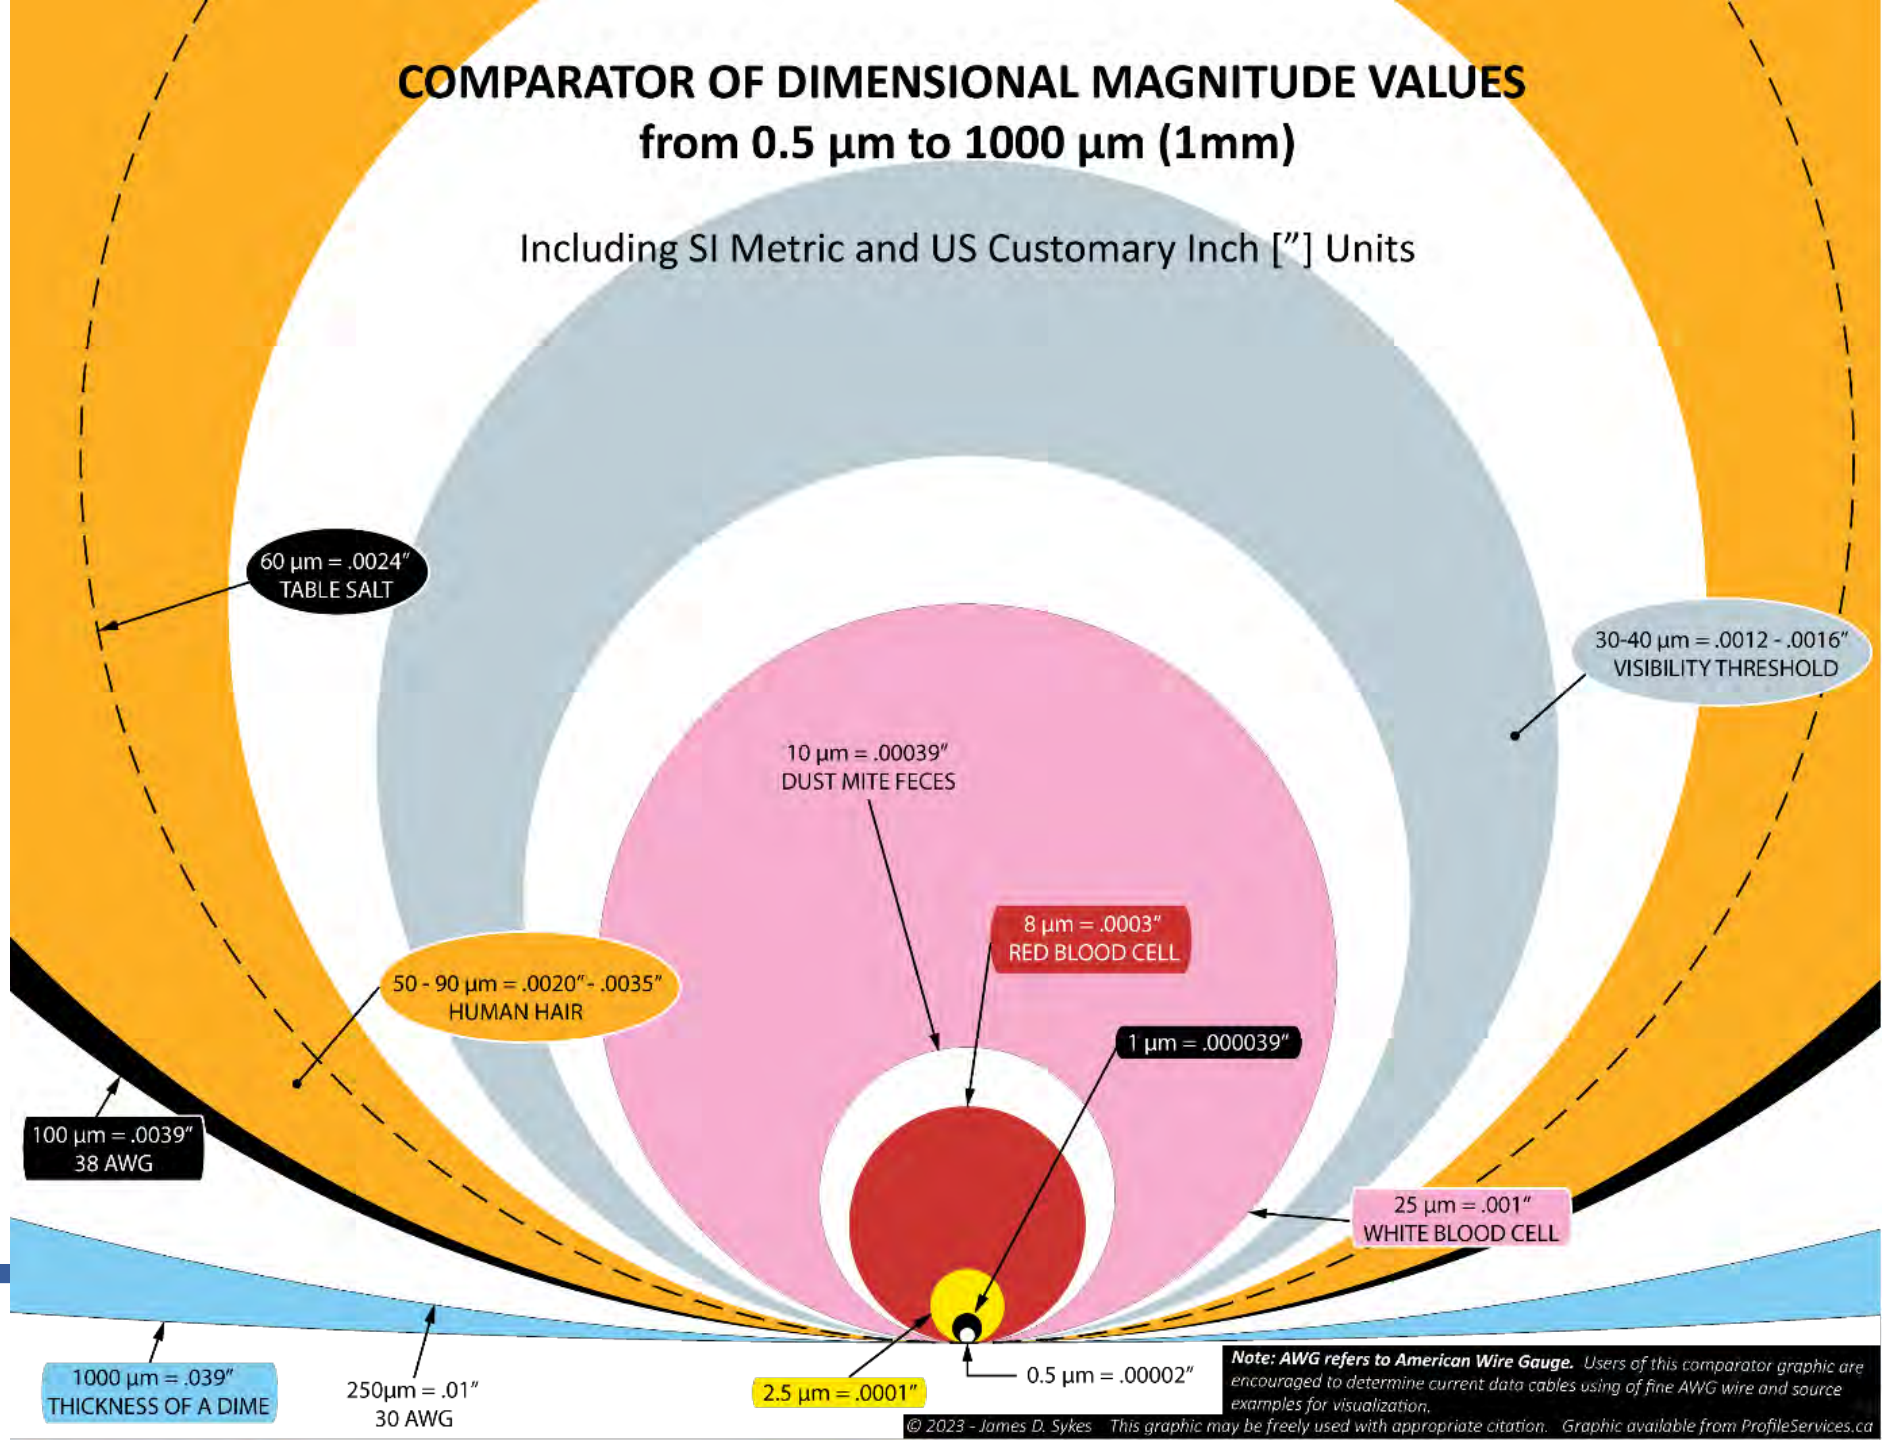 COMPARATOR OF DIMENSIONAL MAGNITUDE VALUES
from 0.5 µm to 1000 µm (1mm)
Including SI Metric and US Customary Inch [”] Units
60 µm = .0024”
TABLE SALT
30-40 µm = .0012 - .0016”
VISIBILITY THRESHOLD
10 µm = .00039”
DUST MITE FECES
8 µm = .0003”
RED BLOOD CELL
50 - 90 µm = .0020” - .0035”
HUMAN HAIR
1 µm = .000039”
100 µm = .0039”
38 AWG
25 µm = .001”
WHITE BLOOD CELL
1000 µm = .039”
THICKNESS OF A DIME
250µm = .01”
30 AWG
2.5 µm = .0001”
0.5 µm = .00002”
Note: AWG refers to American Wire Gauge. Users of this comparator graphic are
encouraged to determine current data cables using of fine AWG wire and source
examples for visualization.
© 2023 - James D. Sykes This graphic may be freely used with appropriate citation. Graphic available from ProfileServices.ca